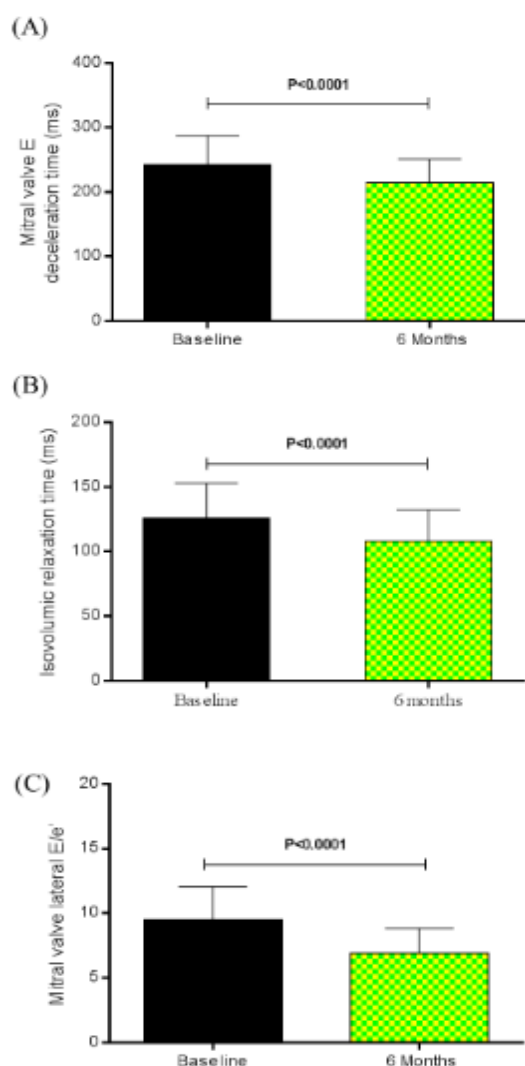 (A)
400
300
200
100
0
Mitral valve E
deceleration time (ms)
P<0.0001
Baseline
6 Months
(B)
200
150
100
50
0
Isovolumic relaxation time (ms)
P<0.0001
Baseline
6 months
(C)
20
15
10
5
0
Mitral valve lateral E/e'
P<0.0001
Baseline
6 Months